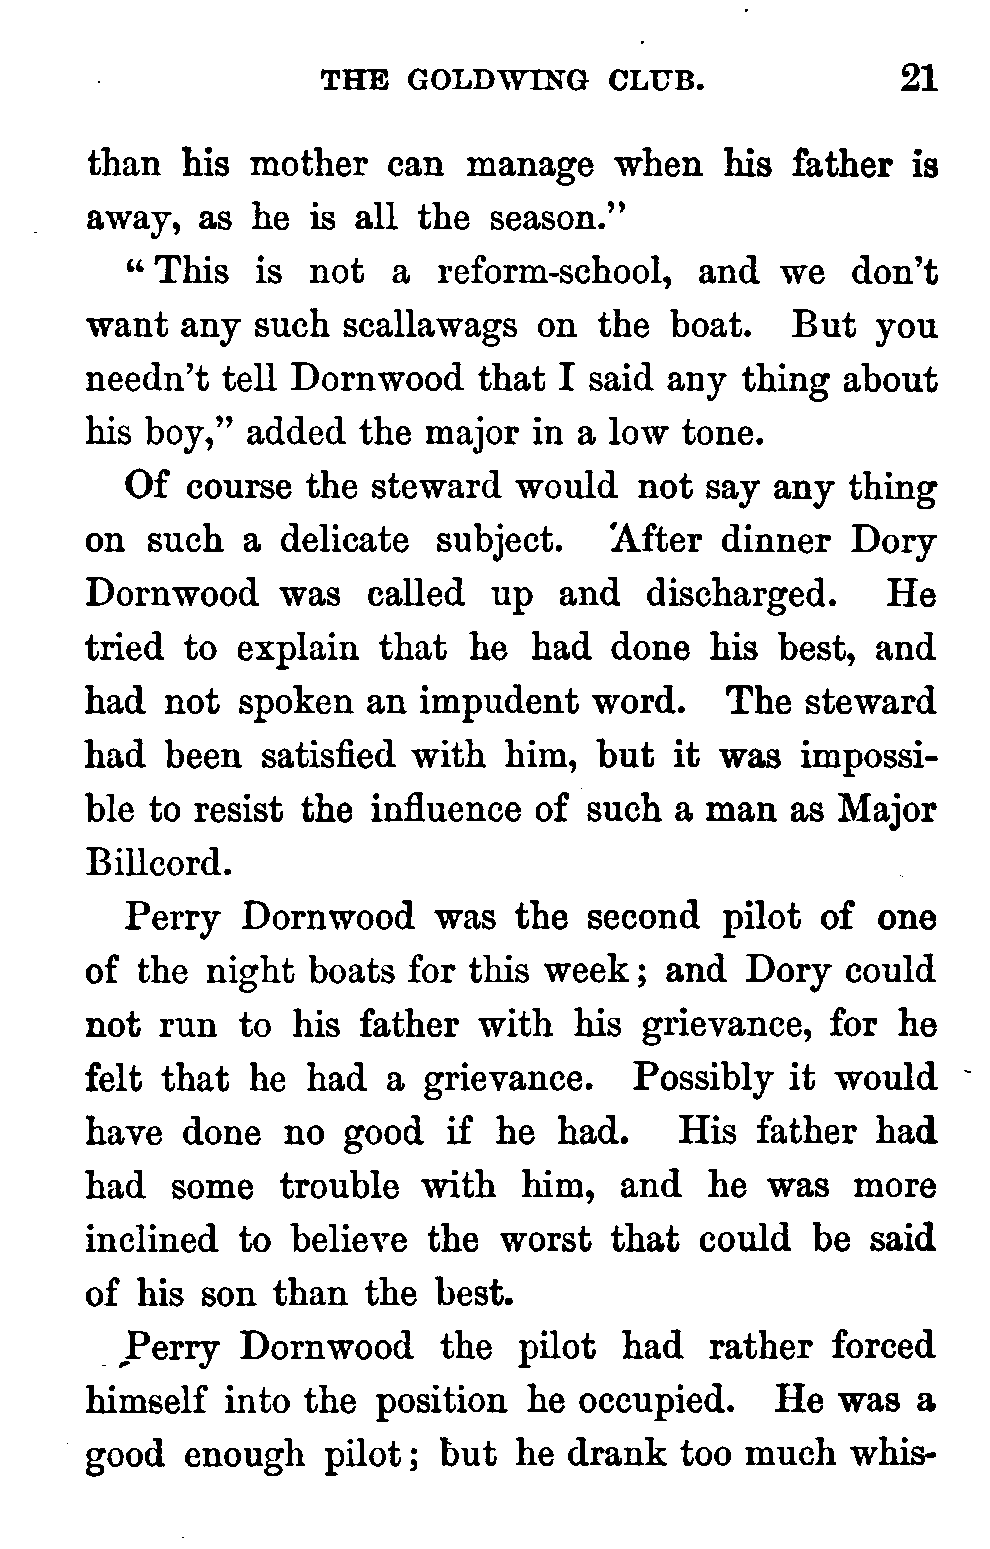 THE GOLDWING CLUB. 21
than his mother can manage when his father is
away, as he is all the season."
"This is not a reform-school, and we don't
want any such scallawags on the boat. But you
needn't tell Dornwood that I said any thing about
his boy," added the major in a low tone.
Of course the steward would not say any thing
on such a delicate subject. After dinner Dory
Dornwood was called up and discharged. He
tried to explain that he had done his best, and
had not spoken an impudent word. The steward
had been satisfied with him, but it was impossi-
ble to resist the influence of such a man as Major
Billcord.
Perry Dornwood was the second pilot of one
of the night boats for this week; and Dory could
not run to his father with his grievance, for he
felt that he had a grievance. Possibly it would
have done no good if he had. His father had
had some trouble with him, and he was more
inclined to believe the worst that could be said
of his son than the best.
Perry Dornwood the pilot had rather forced
himself into the position he occupied. He was a
good enough pilot; but he drank too much whis-